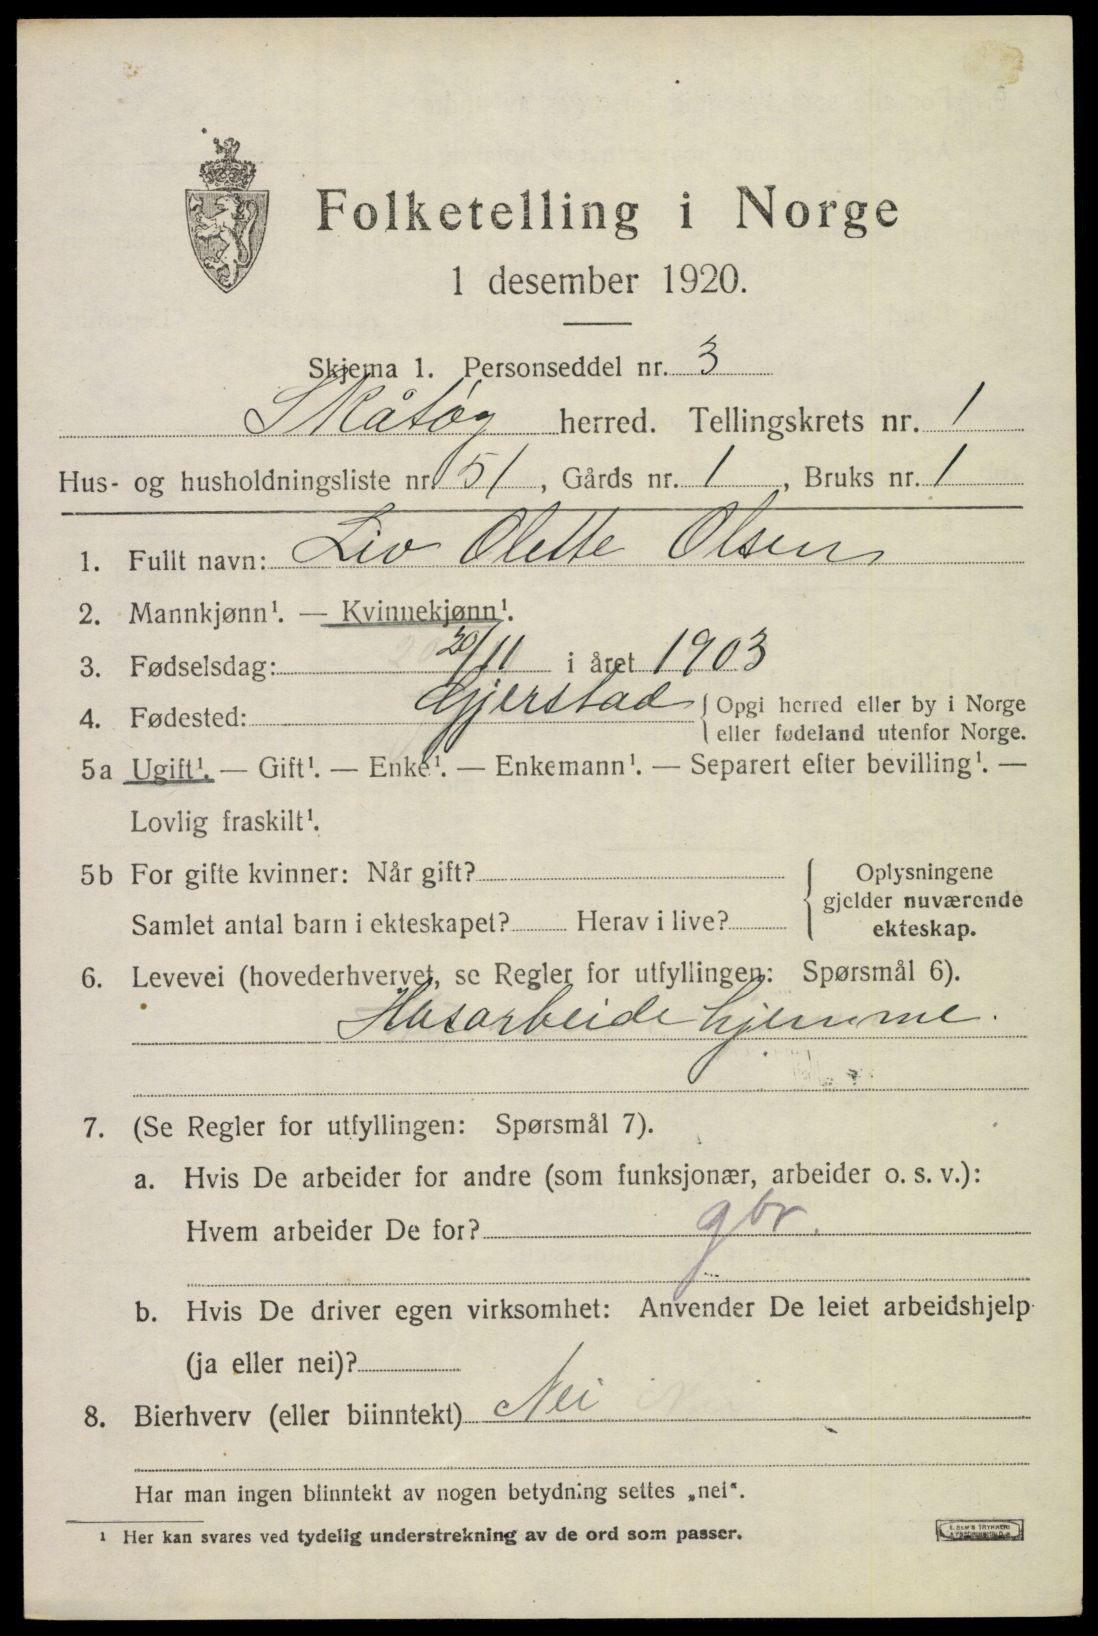 Folketelling i Norge
1 desember 1920.
Skjema 1. Personseddel nr. 3
Skåtøy herred. Tellingskrets nr. 1
Hus- og husholdningsliste nr. 51, Gårds nr. 1, Bruks nr. 1
1. Fullt navn: Liv Olette Olsen
2. Mannkjønn¹. — Kvinnekjønn¹.
3. Fødselsdag: 20/11 i året 1903
4. Fødested: Gjerstad { Opgi herred eller by i Norge
eller fødeland utenfor Norge.
5a Ugift¹. — Gift¹. — Enke¹. — Enkemann¹. — Separert efter bevilling¹. —
Lovlig fraskilt¹.
5b For gifte kvinner: Når gift?
Samlet antal barn i ekteskapet? Herav i live?
{ Oplysningene
gjelder nuværende
ekteskap.
6. Levevei (hovederhvervet, se Regler for utfyllingen: Spørsmål 6).
Husarbeide hjemme.
7. (Se Regler for utfyllingen: Spørsmål 7).
a. Hvis De arbeider for andre (som funksjonær, arbeider o. s. v.):
Hvem arbeider De for? gbr.
b. Hvis De driver egen virksomhet: Anvender De leiet arbeidshjelp
(ja eller nei)?
8. Bierhverv (eller biinntekt) Nei
Har man ingen biinntekt av nogen betydning settes „nei“.
¹ Her kan svares ved tydelig understrekning av de ord som passer.